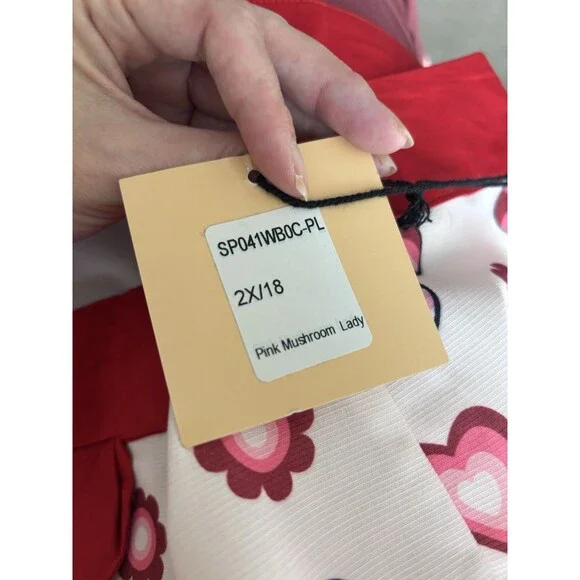 SP041WB0C-PL
2X/18
Pink Mushroom Lady